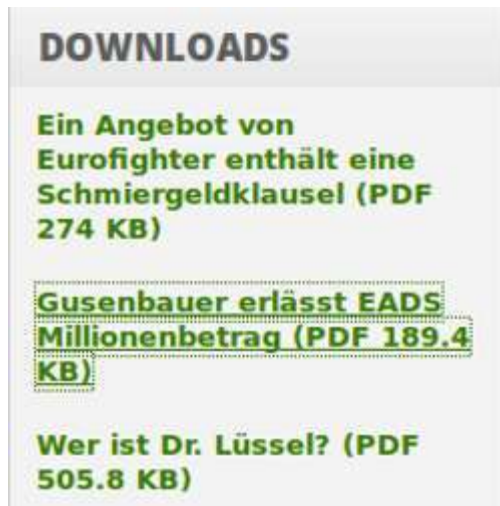 DOWNLOADS
Ein Angebot von
Eurofighter enthält eine
Schmiergeldklausel (PDF
274 KB)
Gusenbauer erlässt EADS
Millionenbetrag (PDF 189.4
KB)
Wer ist Dr. Lüssel? (PDF
505.8 KB)